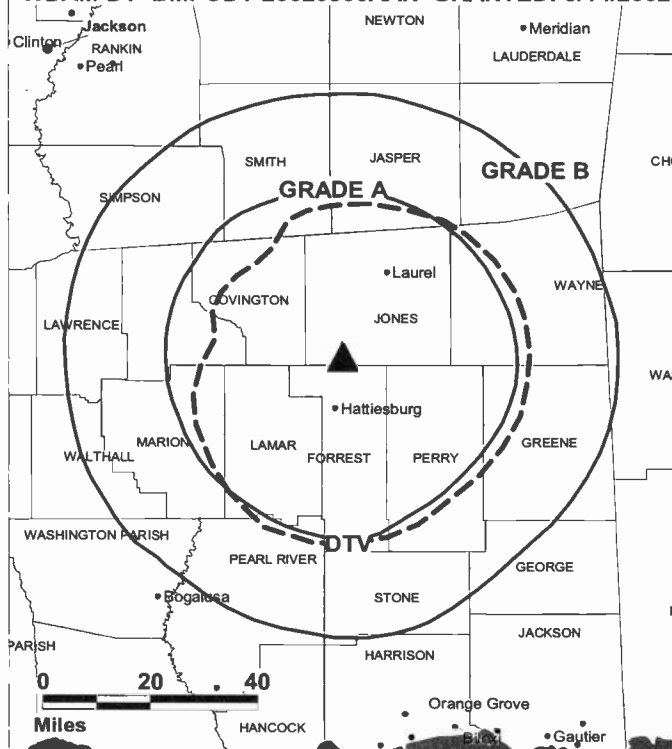 NEWTON
Jackson
Meridian
Clinton
RANKIN
LAUDERDALE
Pearl
SMITH
JASPER
GRADE B
SIMPSON
GRADE A
Laurel
WAYNE
COVINGTON
JONES
LAWRENCE
Hattiesburg
MARION
LAMAR
WALTHALL
FORREST
PERRY
GREENE
WASHINGTON PARISH
DTV
PEARL RIVER
GEORGE
Bogalusa
STONE
JACKSON
PARISH
HARRISON
0 20 40
Miles
Orange Grove
HANCOCK
Biloxi
Gautier